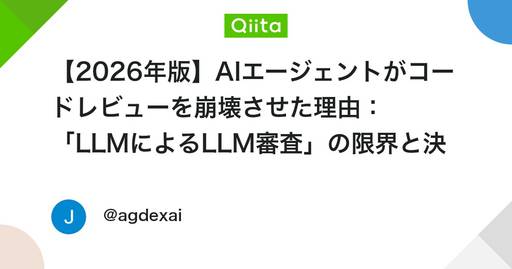 Qiita
【2026年版】AIエージェントがコー
ドレビューを崩壊させた理由：
「LLMによるLLM審査」の限界と決
J
@agdexai